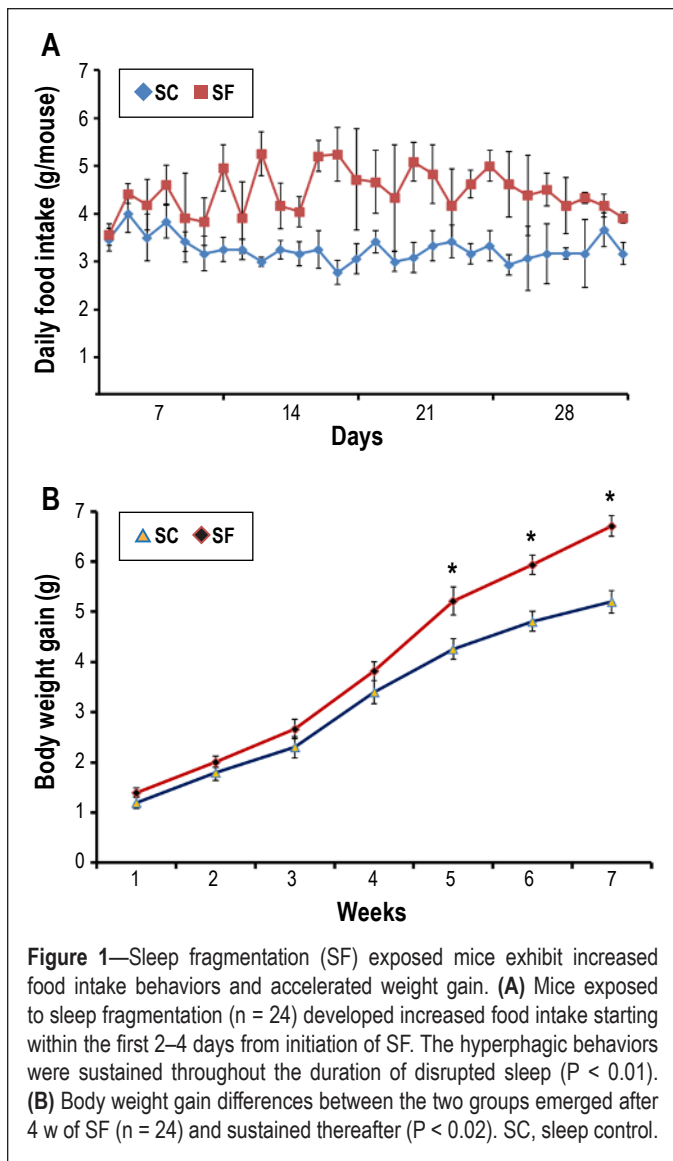 A
7
6
5
4
3
2
1
SC SF
Daily food intake (g/mouse)
7 14 21 28
Days
B
7
6
5
4
3
2
1
0
SC SF
* * *
Body weight gain (g)
1 2 3 4 5 6 7
Weeks
Figure 1—Sleep fragmentation (SF) exposed mice exhibit increased
food intake behaviors and accelerated weight gain. (A) Mice exposed
to sleep fragmentation (n = 24) developed increased food intake starting
within the first 2–4 days from initiation of SF. The hyperphagic behaviors
were sustained throughout the duration of disrupted sleep (P < 0.01).
(B) Body weight gain differences between the two groups emerged after
4 w of SF (n = 24) and sustained thereafter (P < 0.02). SC, sleep control.